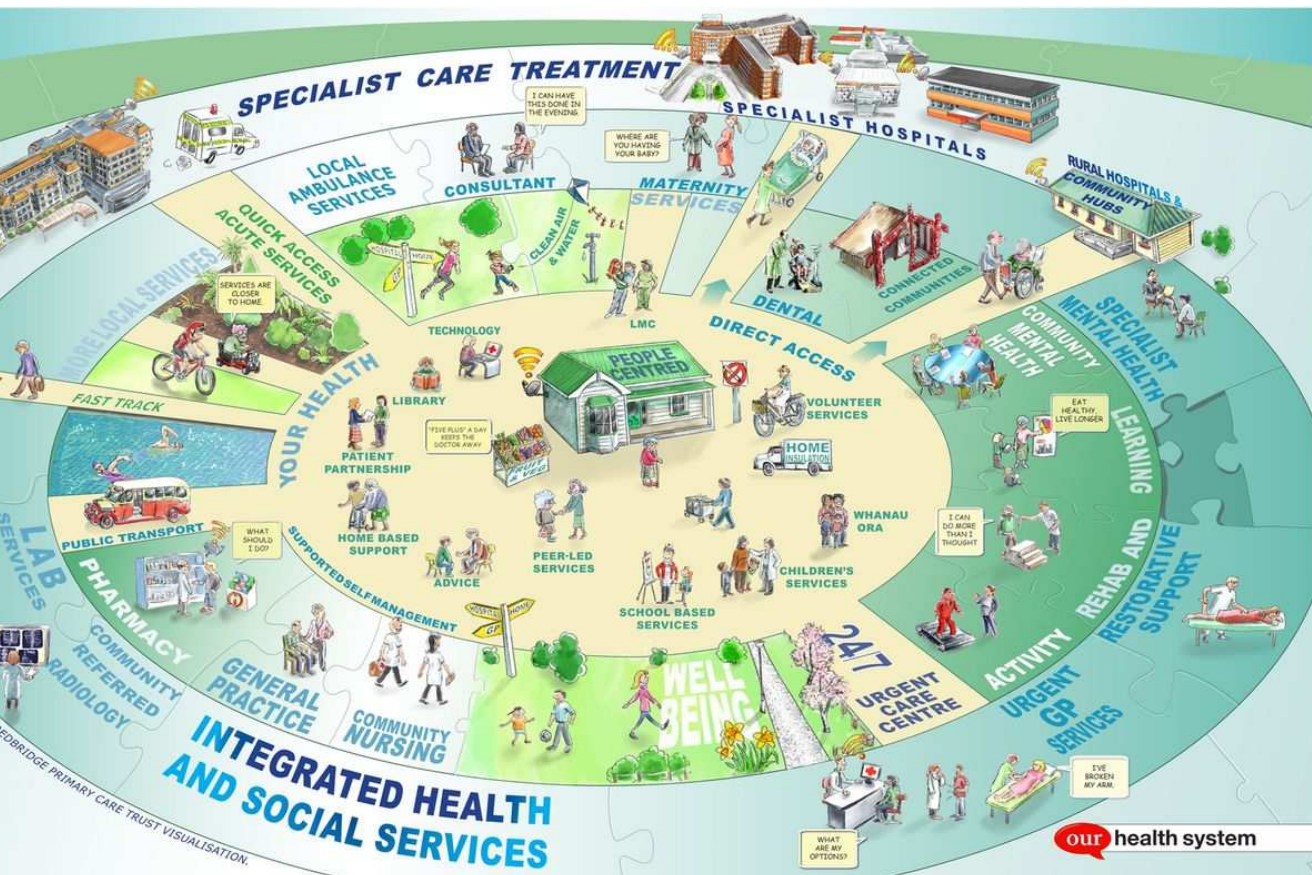 SPECIALIST CARE TREATMENT
SPECIALIST HOSPITALS
RURAL HOSPITALS &
COMMUNITY
HUBS
I CAN HAVE
THIS DONE IN
THE EVENING.
WHERE ARE
YOU HAVING
YOUR BABY?
LOCAL
AMBULANCE
SERVICES
CONSULTANT
MATERNITY
SERVICES
QUICK ACCESS
ACUTE SERVICES
MORE LOCAL SERVICES
SERVICES ARE
CLOSER
TO HOME.
HOSPITAL
HOME
CLEAN AIR
& WATER
LMC
DENTAL
CONNECTED
COMMUNITIES
DIRECT ACCESS
COMMUNITY
MENTAL
HEALTH
SPECIALIST
MENTAL HEALTH
TECHNOLOGY
LIBRARY
YOUR HEALTH
FAST TRACK
PEOPLE
CENTRED
"FIVE PLUS" A DAY
KEEPS THE
DOCTOR AWAY
FRUIT
& VEG
VOLUNTEER
SERVICES
HOME
INSULATION
PATIENT
PARTNERSHIP
HOME BASED
SUPPORT
ADVICE
PEER-LED
SERVICES
WHANAU
ORA
CHILDREN'S
SERVICES
SCHOOL BASED
SERVICES
SUPPORTED SELF MANAGEMENT
EAT
HEALTHY,
LIVE LONGER
LEARNING
I CAN
DO MORE
THAN I
THOUGHT
REHAB AND
ACTIVITY
RESTORATIVE
SUPPORT
PUBLIC TRANSPORT
WHAT
SHOULD
I DO?
LAB
SERVICES
PHARMACY
COMMUNITY
REFERRED
RADIOLOGY
GENERAL
PRACTICE
COMMUNITY
NURSING
HOSPITAL
HOME
GP
WELL
BEING
24/7
URGENT
CARE
CENTRE
URGENT
GP
SERVICES
I'VE
BROKEN
MY ARM.
WHAT
ARE MY
OPTIONS?
INTEGRATED HEALTH
AND SOCIAL SERVICES
EDBRIDGE PRIMARY CARE TRUST VISUALISATION.
our health system